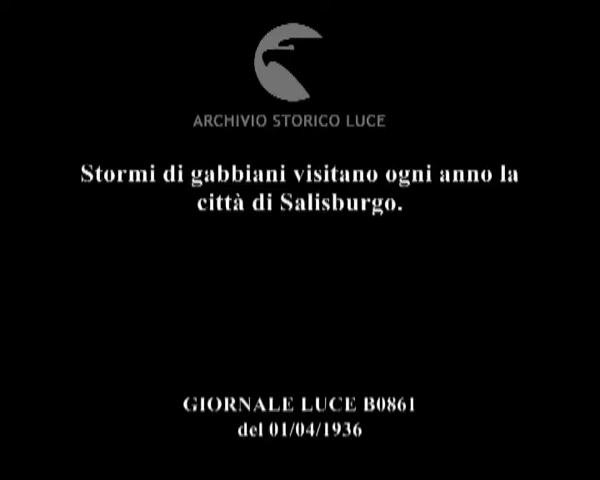 ARCHIVIO STORICO LUCE
Stormi di gabbiani visitano ogni anno la
città di Salisburgo.
GIORNALE LUCE B0861
del 01/04/1936